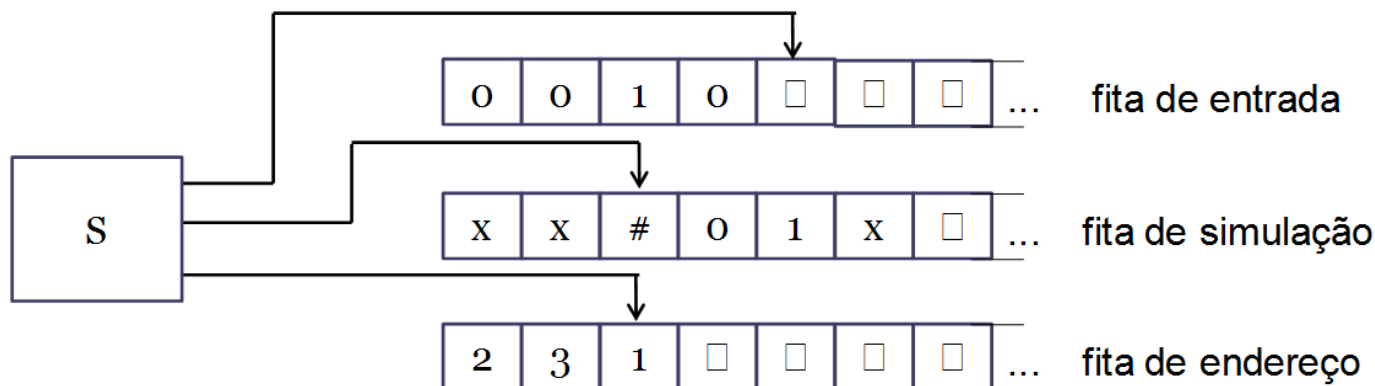 0 0 1 0 □ □ □ ... fita de entrada
S
x x # 0 1 x □ ... fita de simulação
2 3 1 □ □ □ □ ... fita de endereço